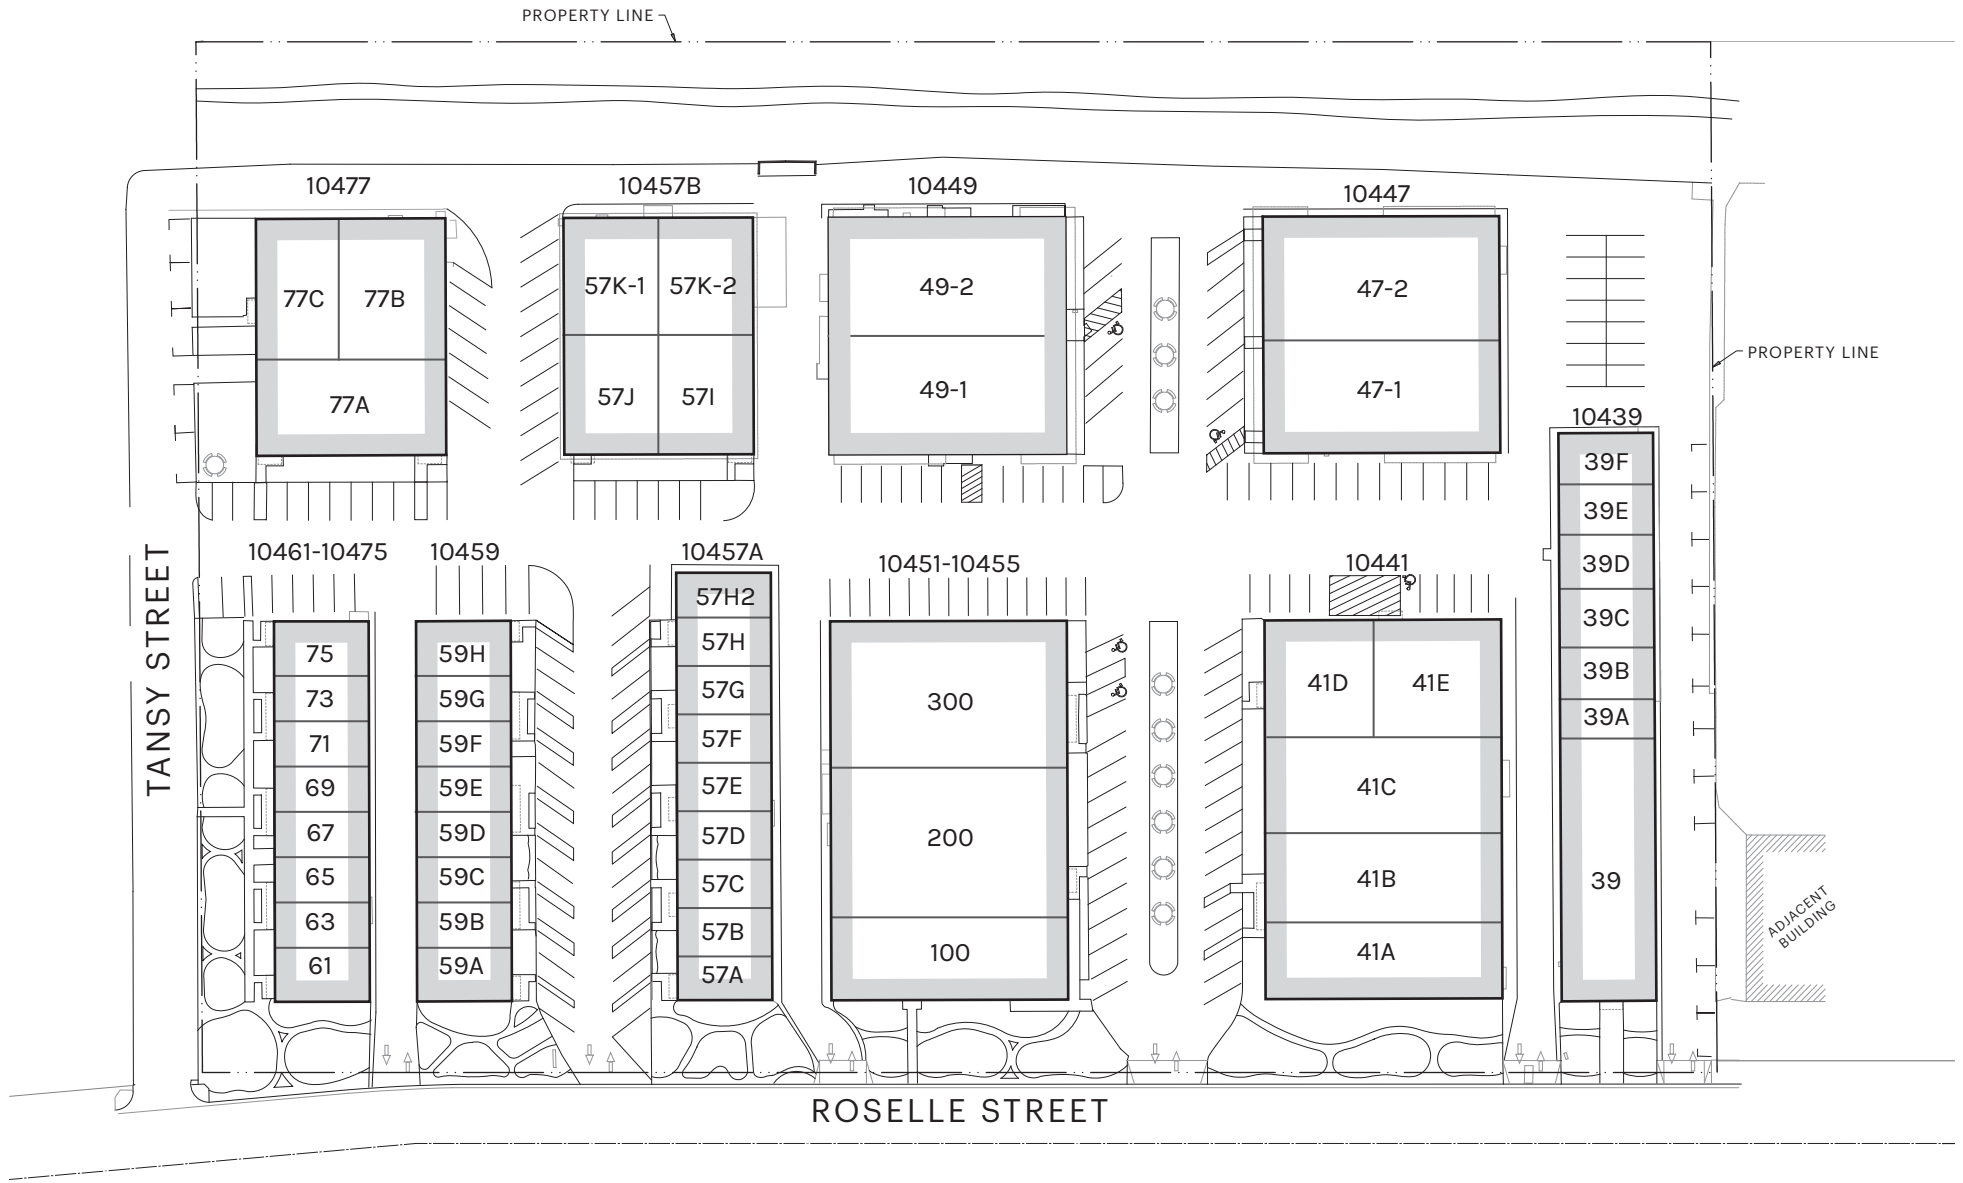 PROPERTY LINE
10477
10457B
10449
10447
77C
77B
77A
57K-1
57K-2
57J
57I
49-2
49-1
47-2
47-1
PROPERTY LINE
10439
39F
39E
39D
39C
39B
39A
39
TANSY STREET
10461-10475
10459
10457A
10451-10455
10441
75
73
71
69
67
65
63
61
59H
59G
59F
59E
59D
59C
59B
59A
57H2
57H
57G
57F
57E
57D
57C
57B
57A
300
200
100
41D
41E
41C
41B
41A
ADJACENT
BUILDING
ROSELLE STREET